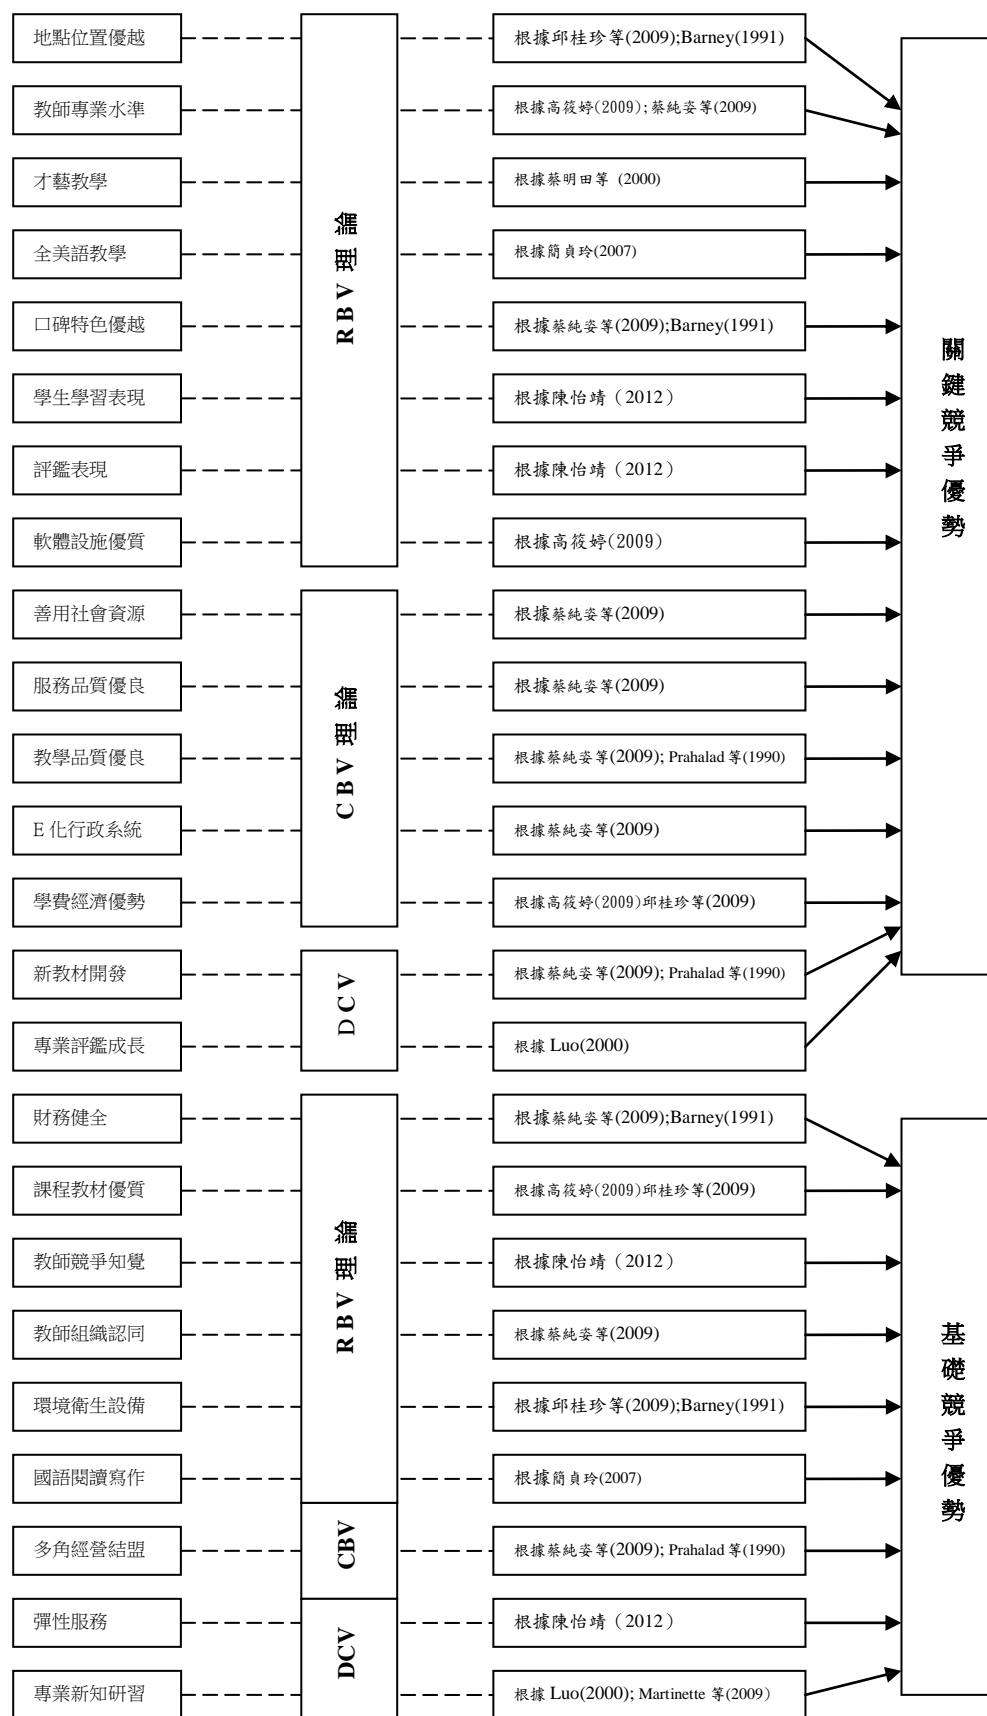 地點位置優越
根據邱桂珍等(2009);Barney(1991)
教師專業水準
根據高筱婷(2009);蔡純姿等(2009)
才藝教學
根據蔡明田等 (2000)
全美語教學
根據簡貞玲(2007)
口碑特色優越
根據蔡純姿等(2009);Barney(1991)
學生學習表現
根據陳怡靖（2012）
評鑑表現
根據陳怡靖（2012）
軟體設施優質
根據高筱婷(2009)
RBV理論
善用社會資源
根據蔡純姿等(2009)
服務品質優良
根據蔡純姿等(2009)
教學品質優良
根據蔡純姿等(2009); Prahalad 等(1990)
E 化行政系統
根據蔡純姿等(2009)
學費經濟優勢
根據高筱婷(2009)邱桂珍等(2009)
CBV理論
新教材開發
根據蔡純姿等(2009); Prahalad 等(1990)
專業評鑑成長
根據 Luo(2000)
DCV
關鍵競爭優勢
財務健全
根據蔡純姿等(2009);Barney(1991)
課程教材優質
根據高筱婷(2009)邱桂珍等(2009)
教師競爭知覺
根據陳怡靖（2012）
教師組織認同
根據蔡純姿等(2009)
環境衛生設備
根據邱桂珍等(2009);Barney(1991)
國語閱讀寫作
根據簡貞玲(2007)
RBV理論
多角經營結盟
根據蔡純姿等(2009); Prahalad 等(1990)
CBV
彈性服務
根據陳怡靖（2012）
專業新知研習
根據 Luo(2000); Martinette 等(2009)
DCV
基礎競爭優勢